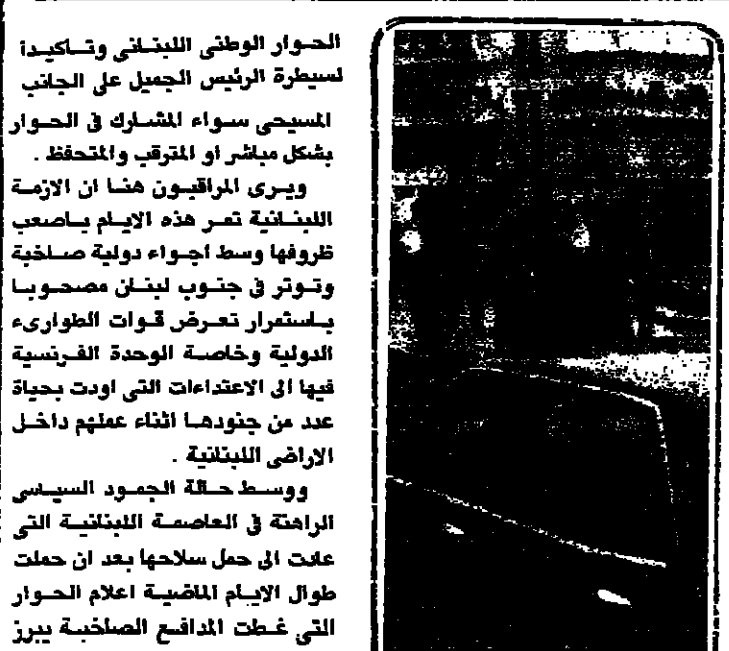 الحوار الوطنى اللبنانى وتاكيدا
لسيطرة الرئيس الجميل على الجانب
المسيحى سواء المشارك فى الحوار
بشكل مباشر او المترقب والمتحفظ .
ويرى المراقبون هنا ان الازمة
اللبنانية تمر هذه الايام باصعب
ظروفها وسط اجواء دولية صاخبة
وتوتر فى جنوب لبنان مصحوبا
باستمرار تعرض قوات الطوارىء
الدولية وخاصة الوحدة الفرنسية
فيها الى الاعتداءات التى اودت بحياة
عدد من جنودها اثناء عملهم داخل
الاراضى اللبنانية .
ووسط حالة الجمود السياسى
الراهنة فى العاصمة اللبنانية التى
عادت الى حمل سلاحها بعد ان حملت
طوال الايام الماضية اعلام الحوار
التى غطت المدافع الصاخبة يبرز